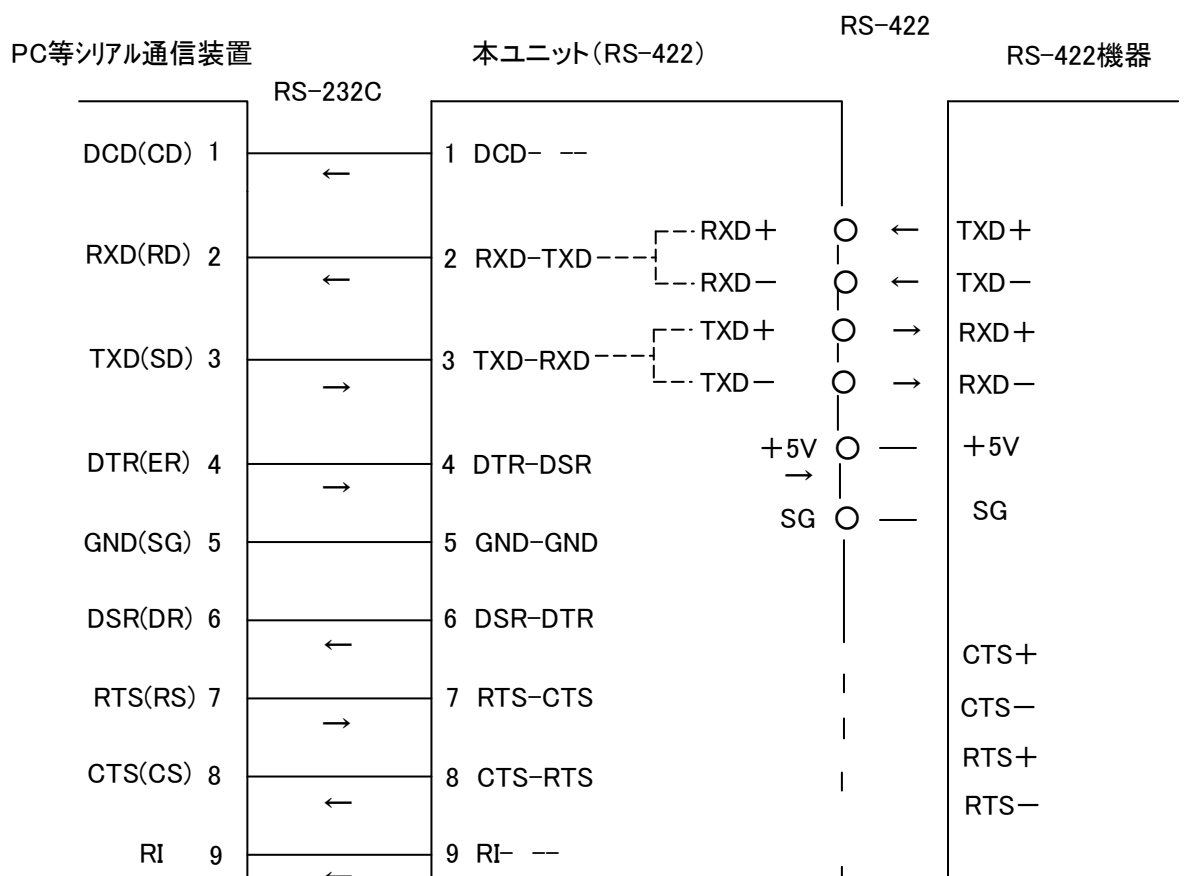 RS-422
PC等シリアル通信装置 本ユニット(RS-422) RS-422機器
RS-232C
DCD(CD) 1 1 DCD- --
←
RXD+ ← TXD+
RXD(RD) 2 2 RXD-TXD
← RXD- ← TXD-
TXD+ → RXD+
TXD(SD) 3 3 TXD-RXD
→ TXD- → RXD-
+5V +5V
DTR(ER) 4 4 DTR-DSR
→ →
SG SG
GND(SG) 5 5 GND-GND
DSR(DR) 6 6 DSR-DTR
←
CTS+
RTS(RS) 7 7 RTS-CTS
CTS-
→
RTS+
CTS(CS) 8 8 CTS-RTS
←
RTS-
RI 9 9 RI- --
←